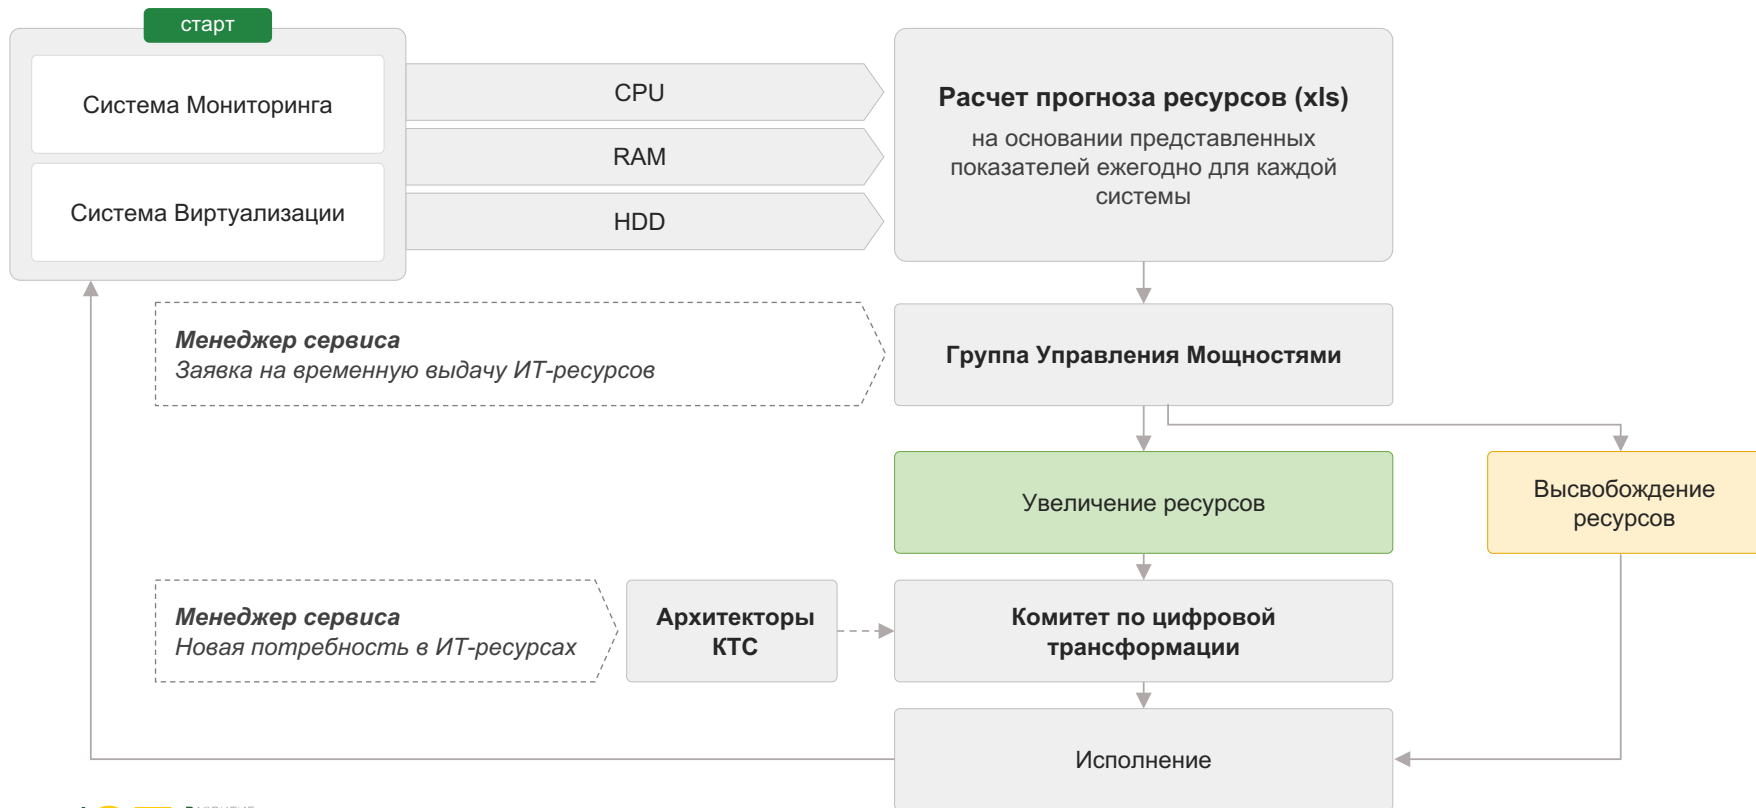 старт
Система Мониторинга
Система Виртуализации
CPU
RAM
HDD
Расчет прогноза ресурсов (xls)
на основании представленных
показателей ежегодно для каждой
системы
Менеджер сервиса
Заявка на временную выдачу ИТ-ресурсов
Группа Управления Мощностями
Увеличение ресурсов
Высвобождение
ресурсов
Менеджер сервиса
Новая потребность в ИТ-ресурсах
Архитекторы
КТС
Комитет по цифровой
трансформации
Исполнение